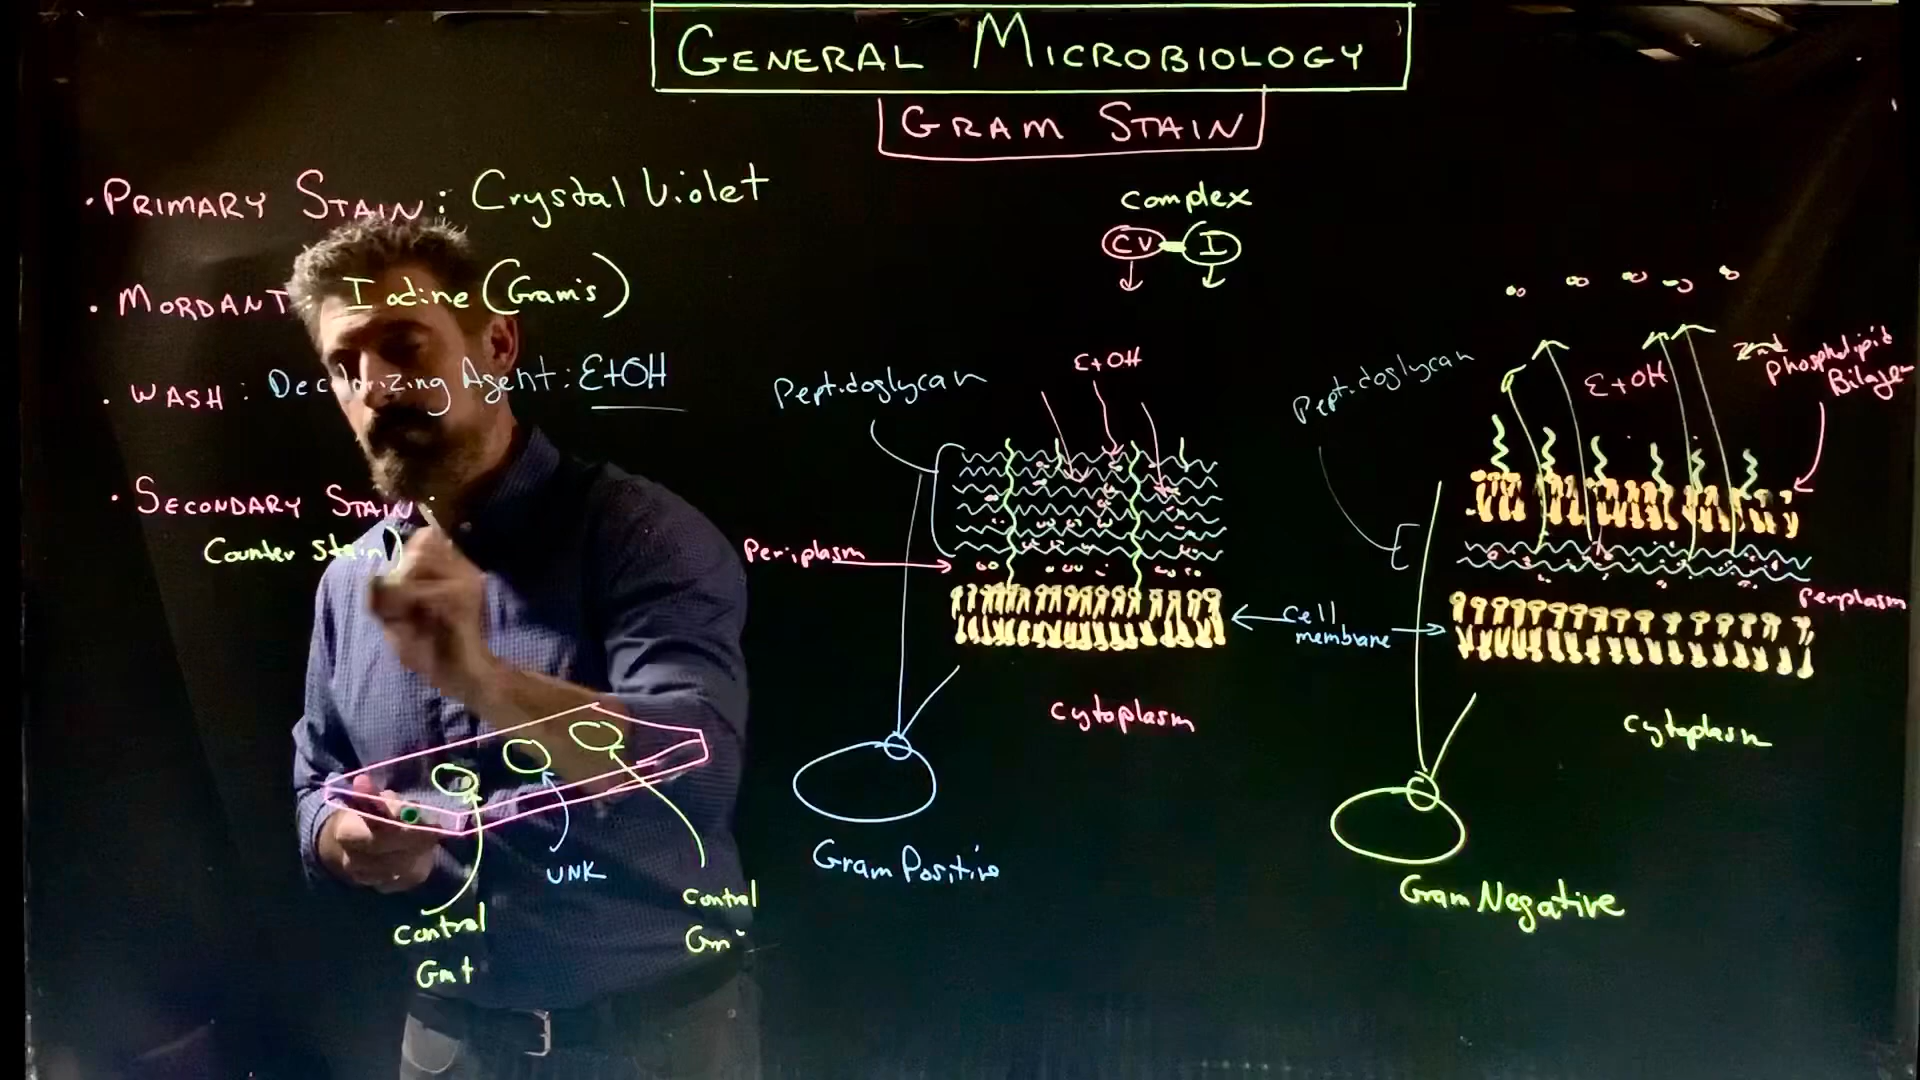 GENERAL MICROBIOLOGY
GRAM STAIN
· PRIMARY STAIN: Crystal Violet
· MORDANT: Iodine (Gram's)
· WASH: Decolorizing Agent: EtOH
· SECONDARY STAIN:
Counter Stain)
UNK
Control
Gm+
Control
Gm-
complex
CV I
Peptidoglycan
EtOH
Periplasm
Cell
membrane
cytoplasm
Gram Positive
Peptidoglycan
EtOH
2nd
Phospholipid
Bilayer
Periplasm
cytoplasm
Gram Negative